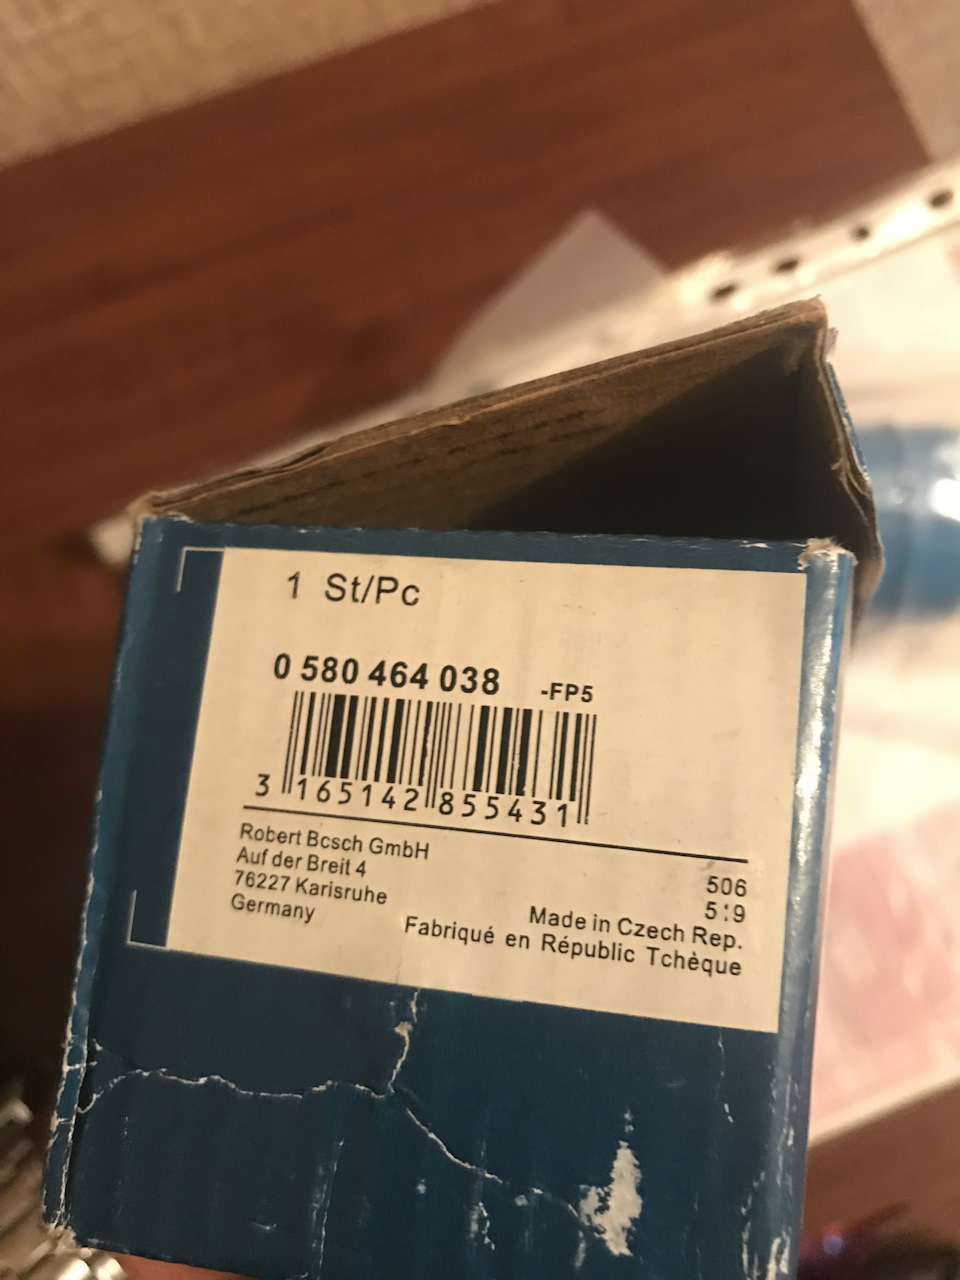 1 St/Pc
0 580 464 038 -FP5
3 165142 855431
Robert Bcsch GmbH
Auf der Breit 4
76227 Karisruhe
Germany
506
5:9
Made in Czech Rep.
Fabriqué en Républic Tchèque